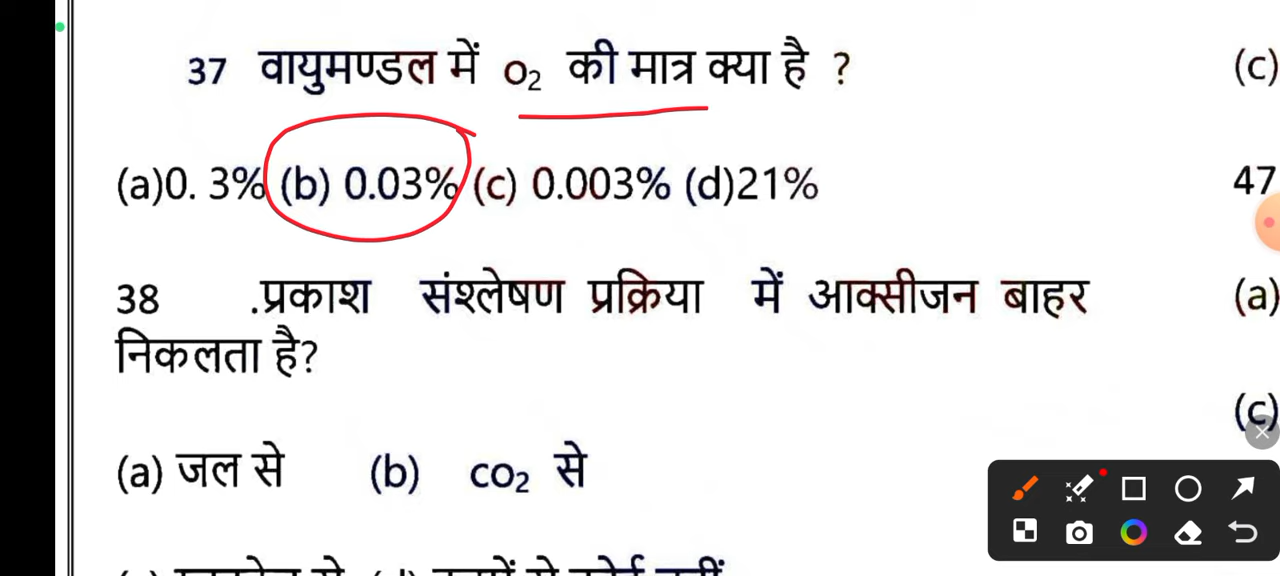 37 वायुमण्डल में o₂ की मात्र क्या है ?
(a)0. 3% (b) 0.03% (c) 0.003% (d)21%
38 .प्रकाश संश्लेषण प्रक्रिया में आक्सीजन बाहर
निकलता है?
(a) जल से (b) co₂ से
(c)
47
(a)
(c)